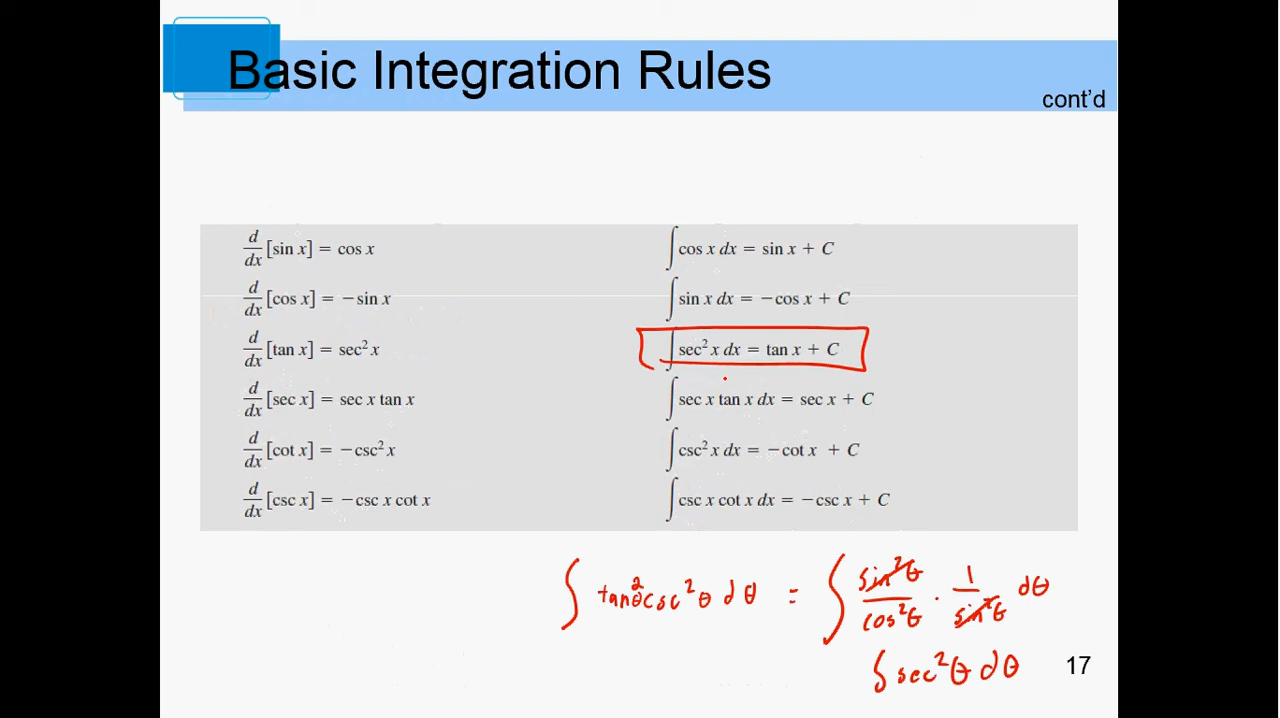 Basic Integration Rules
cont'd
d/dx [sin x] = cos x
∫ cos x dx = sin x + C
d/dx [cos x] = −sin x
∫ sin x dx = −cos x + C
d/dx [tan x] = sec² x
∫ sec² x dx = tan x + C
d/dx [sec x] = sec x tan x
∫ sec x tan x dx = sec x + C
d/dx [cot x] = −csc² x
∫ csc² x dx = −cot x + C
d/dx [csc x] = −csc x cot x
∫ csc x cot x dx = −csc x + C
∫ tan²θ csc²θ dθ = ∫ sin²θ/cos²θ · 1/sin²θ dθ
∫ sec²θ dθ
17